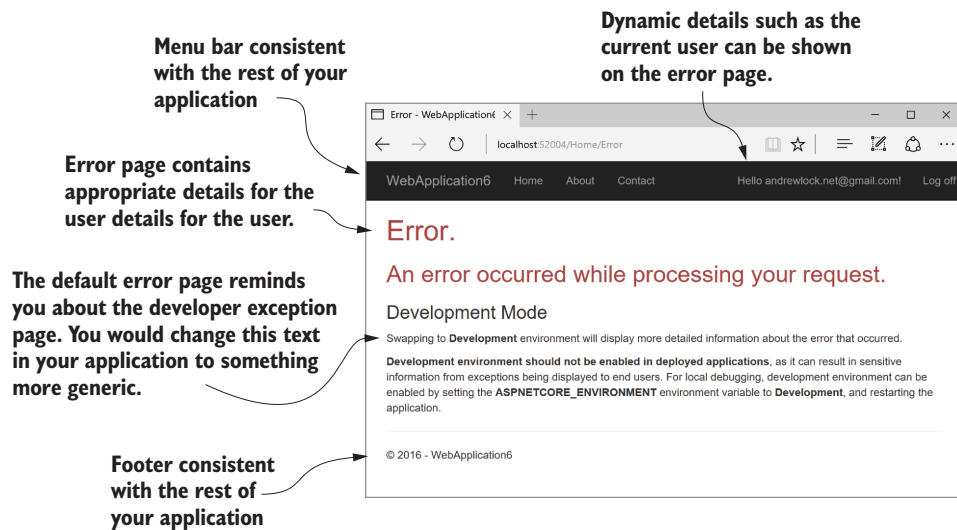 Dynamic details such as the
current user can be shown
on the error page.
Menu bar consistent
with the rest of your
application
Error page contains
appropriate details for the
user details for the user.
The default error page reminds
you about the developer exception
page. You would change this text
in your application to something
more generic.
Footer consistent
with the rest of
your application
Error - WebApplication6
localhost:52004/Home/Error
WebApplication6 Home About Contact Hello andrewlock.net@gmail.com! Log off
Error.
An error occurred while processing your request.
Development Mode
Swapping to Development environment will display more detailed information about the error that occurred.
Development environment should not be enabled in deployed applications, as it can result in sensitive
information from exceptions being displayed to end users. For local debugging, development environment can be
enabled by setting the ASPNETCORE_ENVIRONMENT environment variable to Development, and restarting the
application.
© 2016 - WebApplication6